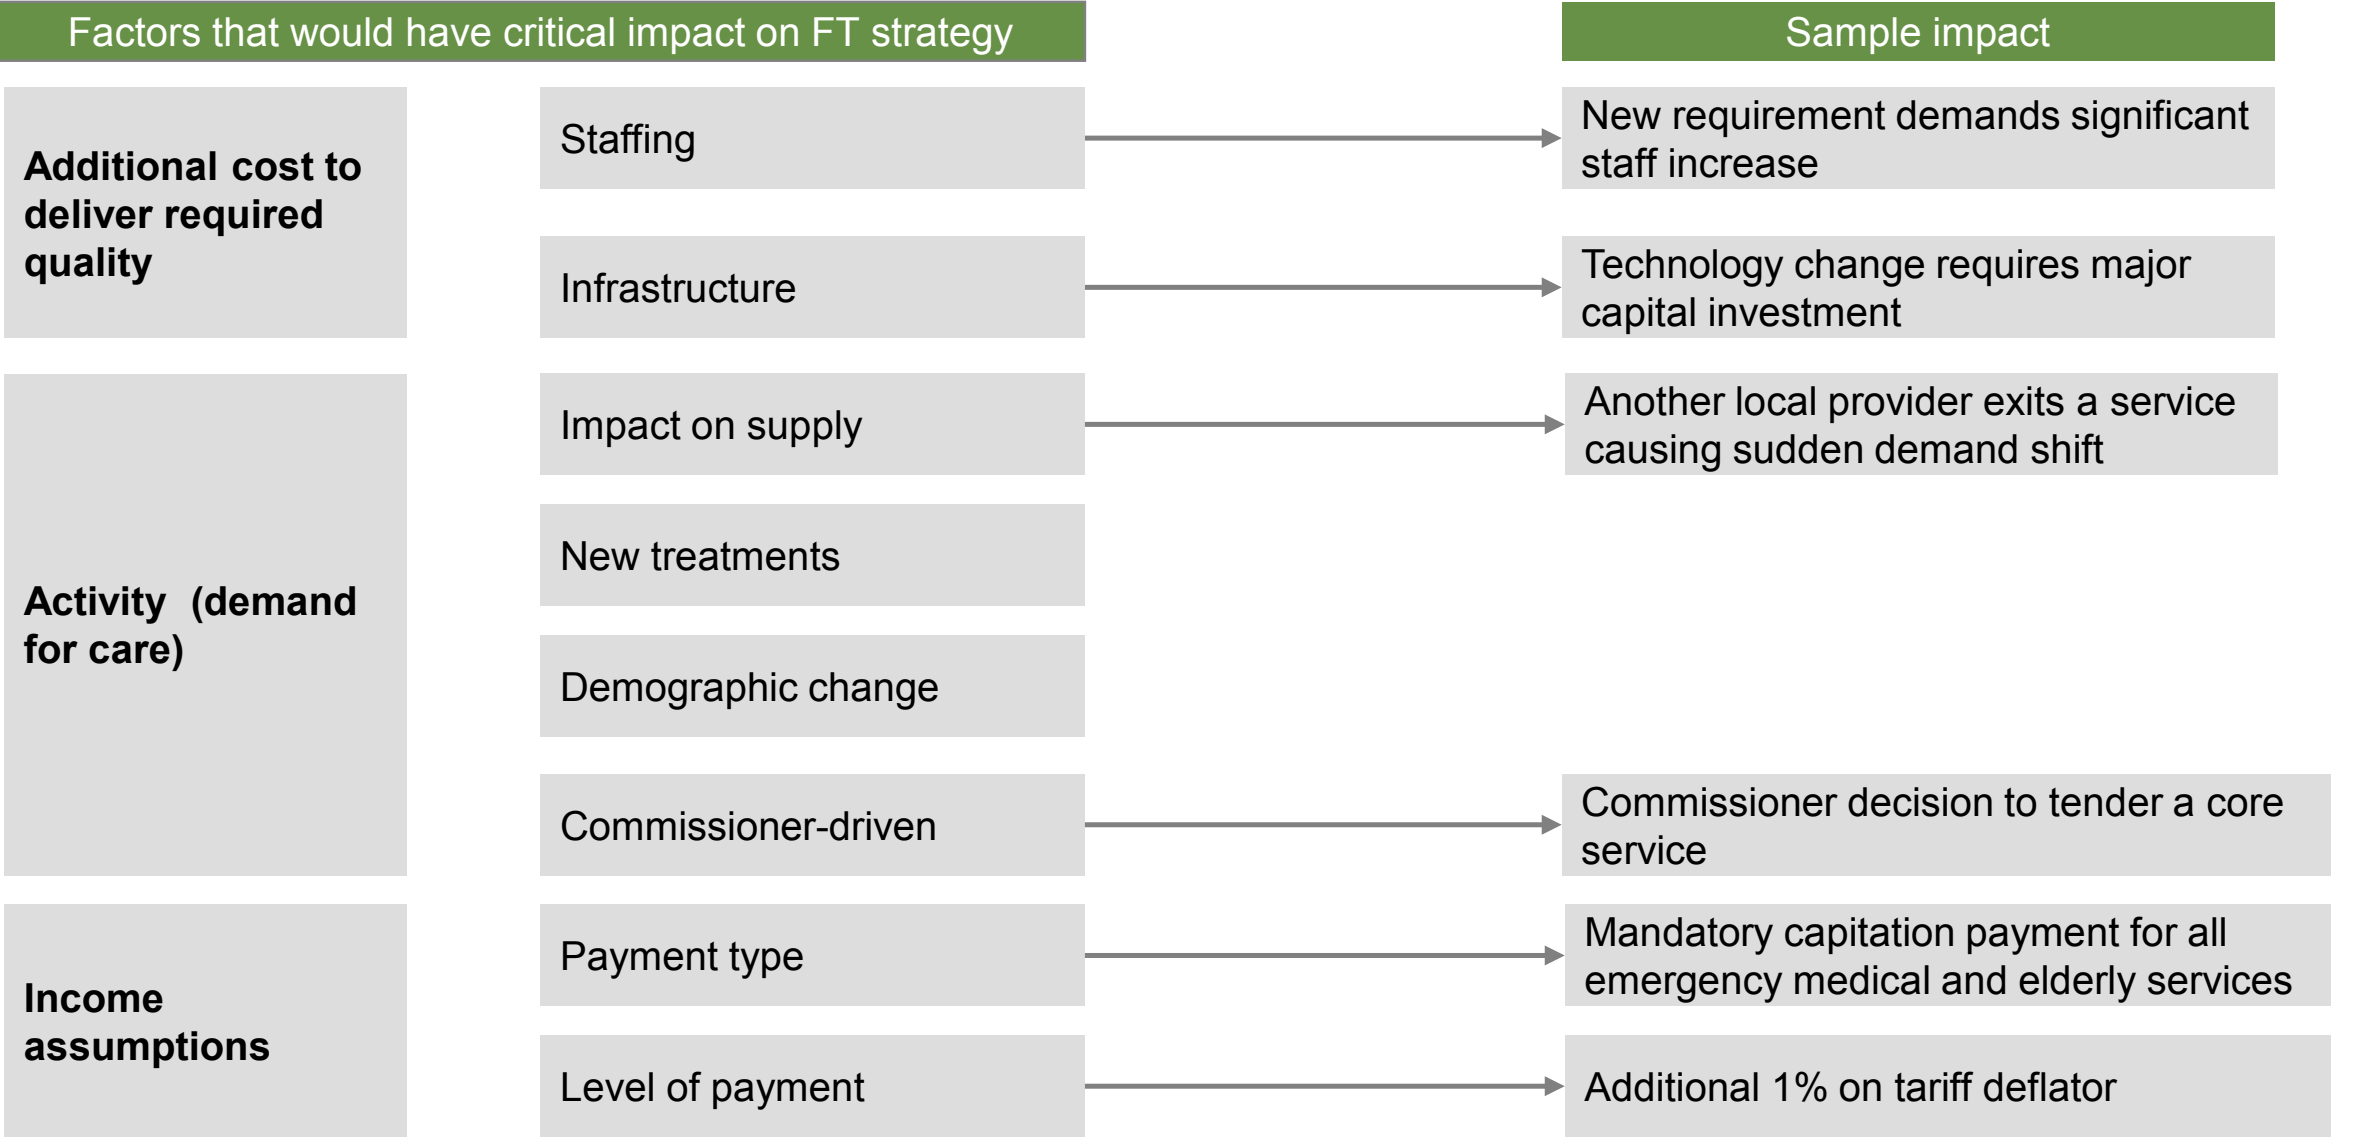 Factors that would have critical impact on FT strategy
Sample impact
Additional cost to
deliver required
quality
Staffing
New requirement demands significant
staff increase
Infrastructure
Technology change requires major
capital investment
Activity (demand
for care)
Impact on supply
Another local provider exits a service
causing sudden demand shift
New treatments
Demographic change
Commissioner-driven
Commissioner decision to tender a core
service
Income
assumptions
Payment type
Mandatory capitation payment for all
emergency medical and elderly services
Level of payment
Additional 1% on tariff deflator